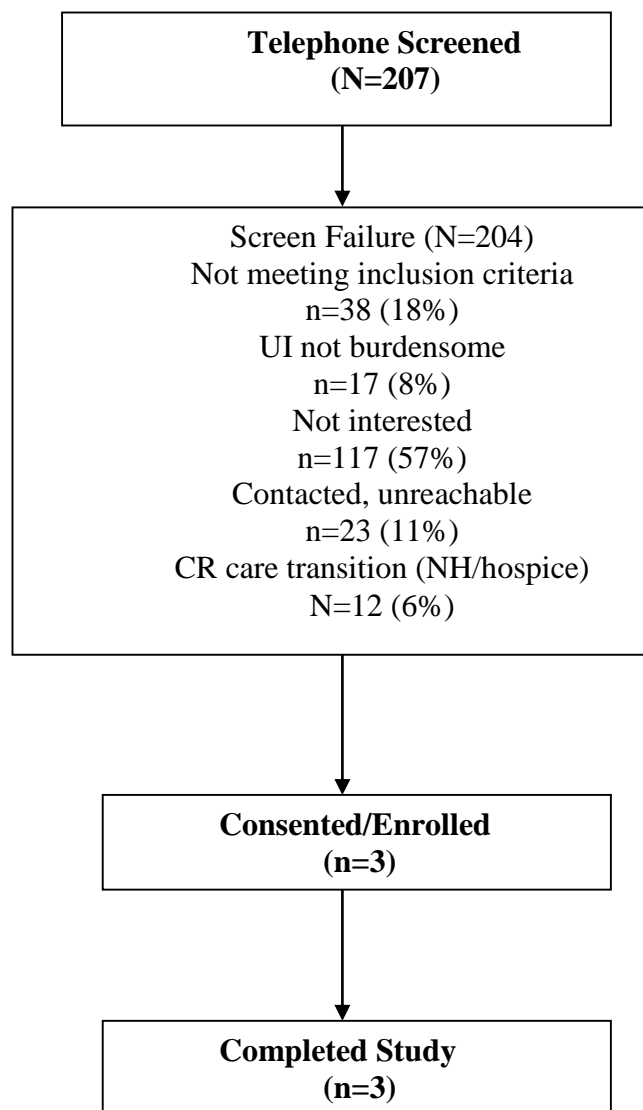 Telephone Screened
(N=207)
Screen Failure (N=204)
Not meeting inclusion criteria
n=38 (18%)
UI not burdensome
n=17 (8%)
Not interested
n=117 (57%)
Contacted, unreachable
n=23 (11%)
CR care transition (NH/hospice)
N=12 (6%)
Consented/Enrolled
(n=3)
Completed Study
(n=3)